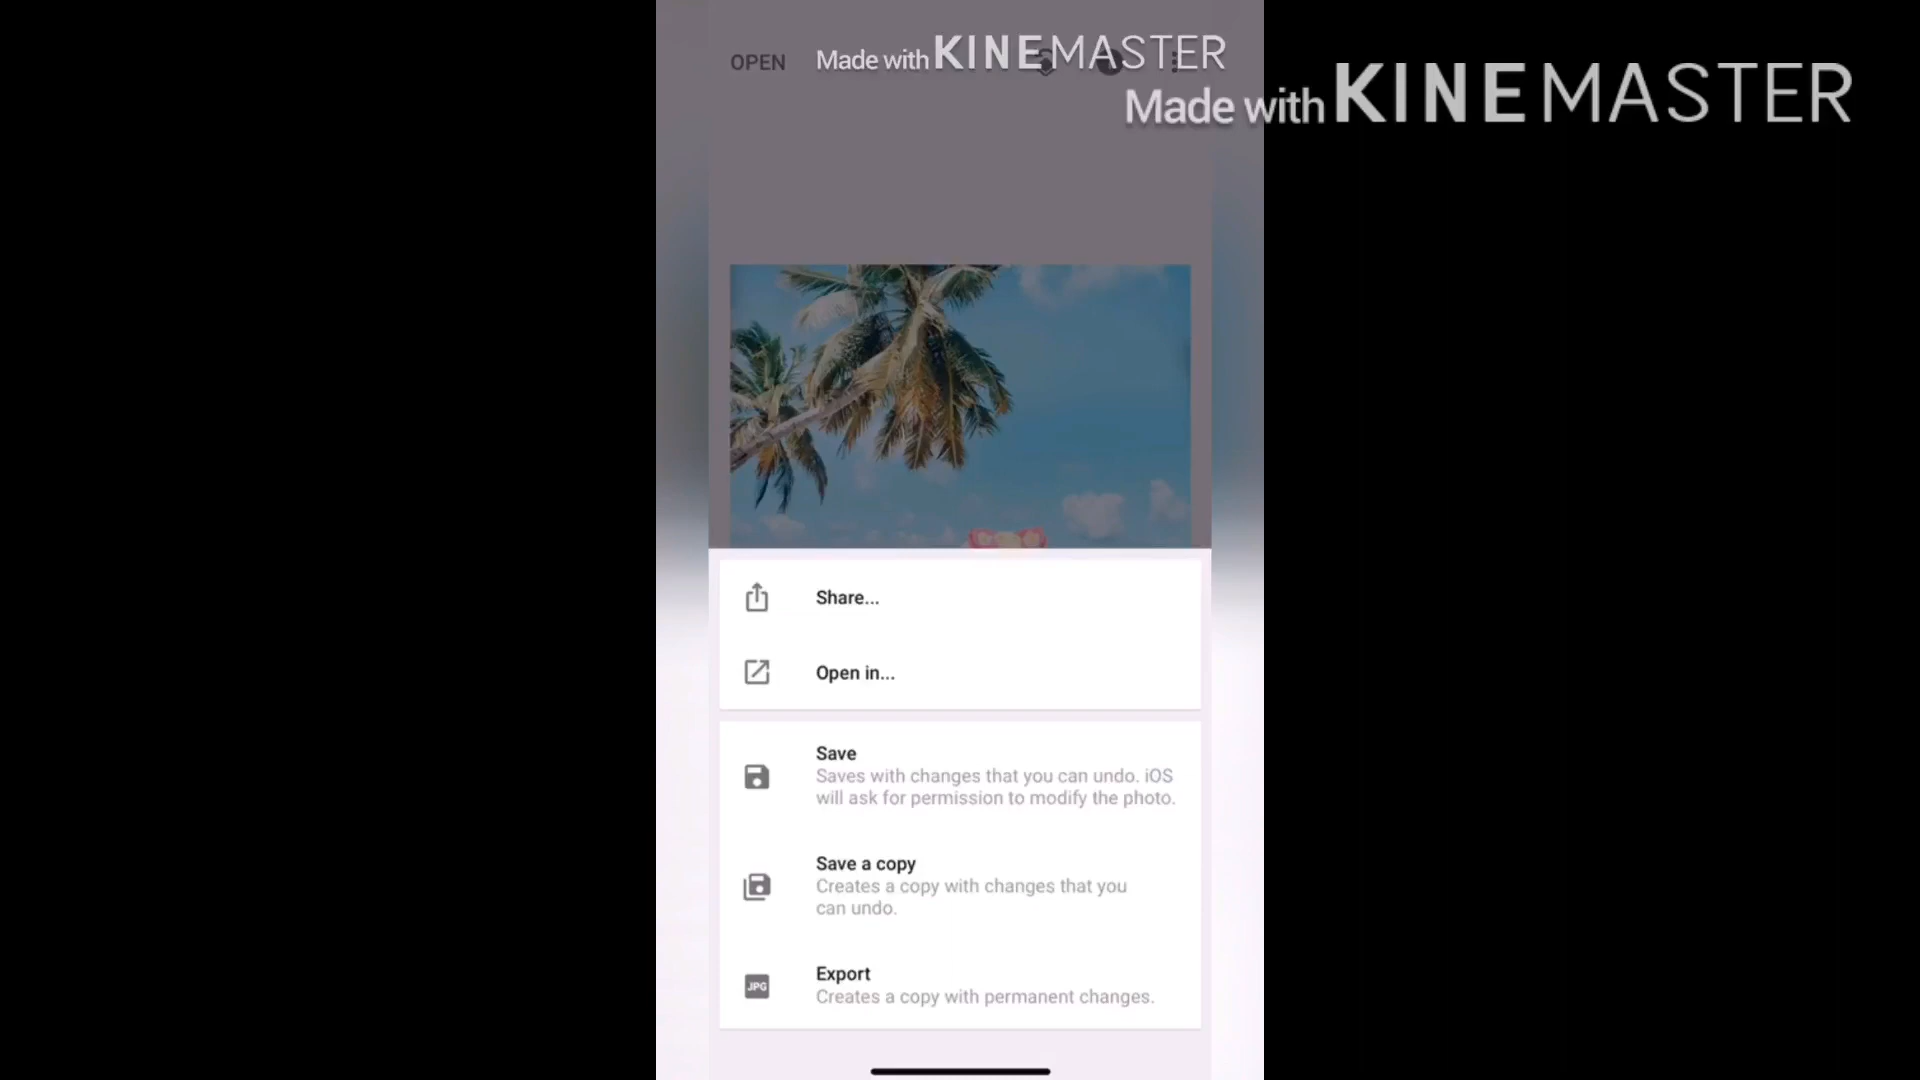 OPEN
Made with KINEMASTER
Made with KINEMASTER
Share...
Open in...
Save
Saves with changes that you can undo. iOS
will ask for permission to modify the photo.
Save a copy
Creates a copy with changes that you
can undo.
JPG
Export
Creates a copy with permanent changes.